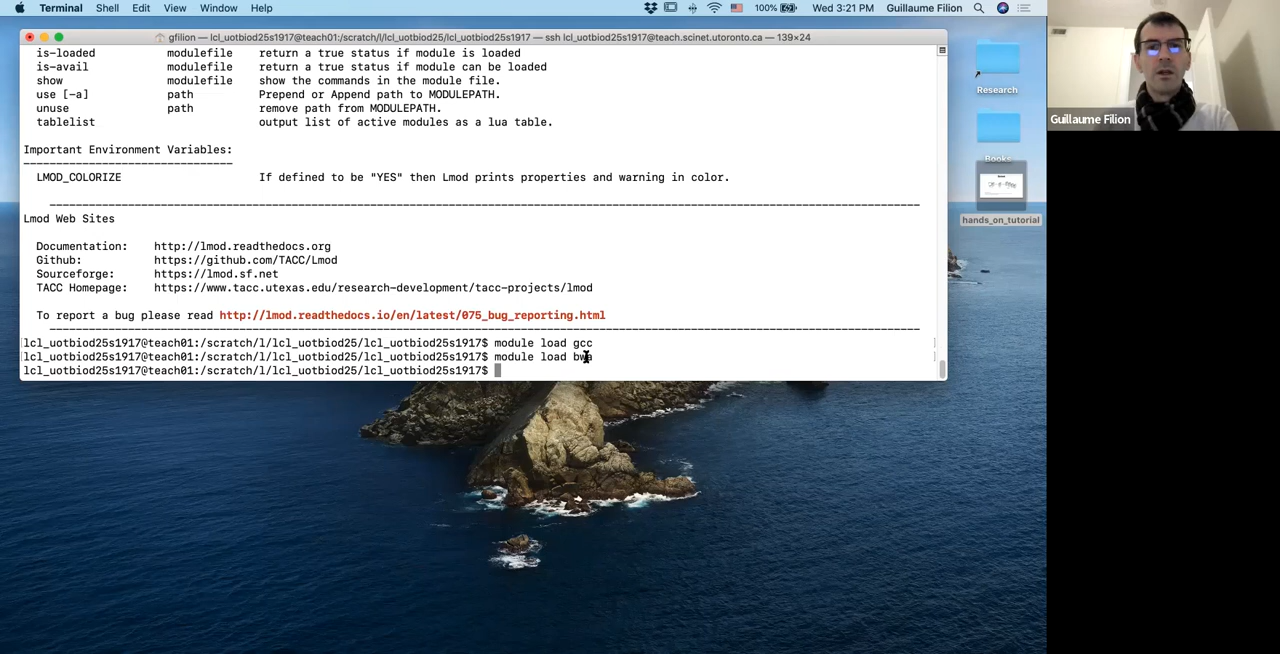 Terminal Shell Edit View Window Help 100% Wed 3:21 PM Guillaume Filion
gfilion — lcl_uotbiod25s1917@teach01:/scratch/l/lcl_uotbiod25/lcl_uotbiod25s1917 — ssh lcl_uotbiod25s1917@teach.scinet.utoronto.ca — 139×24
is-loaded modulefile return a true status if module is loaded
is-avail modulefile return a true status if module can be loaded
show modulefile show the commands in the module file.
use [-a] path Prepend or Append path to MODULEPATH.
unuse path remove path from MODULEPATH.
tablelist output list of active modules as a lua table.
Important Environment Variables:
LMOD_COLORIZE If defined to be "YES" then Lmod prints properties and warning in color.
Lmod Web Sites
Documentation: http://lmod.readthedocs.org
Github: https://github.com/TACC/Lmod
Sourceforge: https://lmod.sf.net
TACC Homepage: https://www.tacc.utexas.edu/research-development/tacc-projects/lmod
To report a bug please read http://lmod.readthedocs.io/en/latest/075_bug_reporting.html
[lcl_uotbiod25s1917@teach01:/scratch/l/lcl_uotbiod25/lcl_uotbiod25s1917$ module load gcc ]
[lcl_uotbiod25s1917@teach01:/scratch/l/lcl_uotbiod25/lcl_uotbiod25s1917$ module load bwa ]
lcl_uotbiod25s1917@teach01:/scratch/l/lcl_uotbiod25/lcl_uotbiod25s1917$
Research
Books
hands_on_tutorial
Guillaume Filion